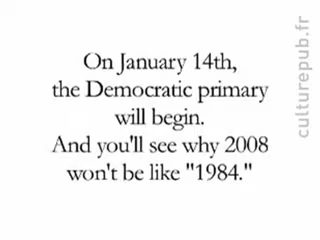 On January 14th,
the Democratic primary
will begin.
And you'll see why 2008
won't be like "1984."
culturepub.fr